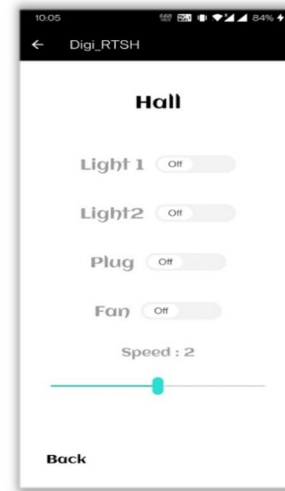 10:05 84%
Digi_RTSH
Hall
Light 1 Off
Light2 Off
Plug Off
Fan Off
Speed : 2
Back